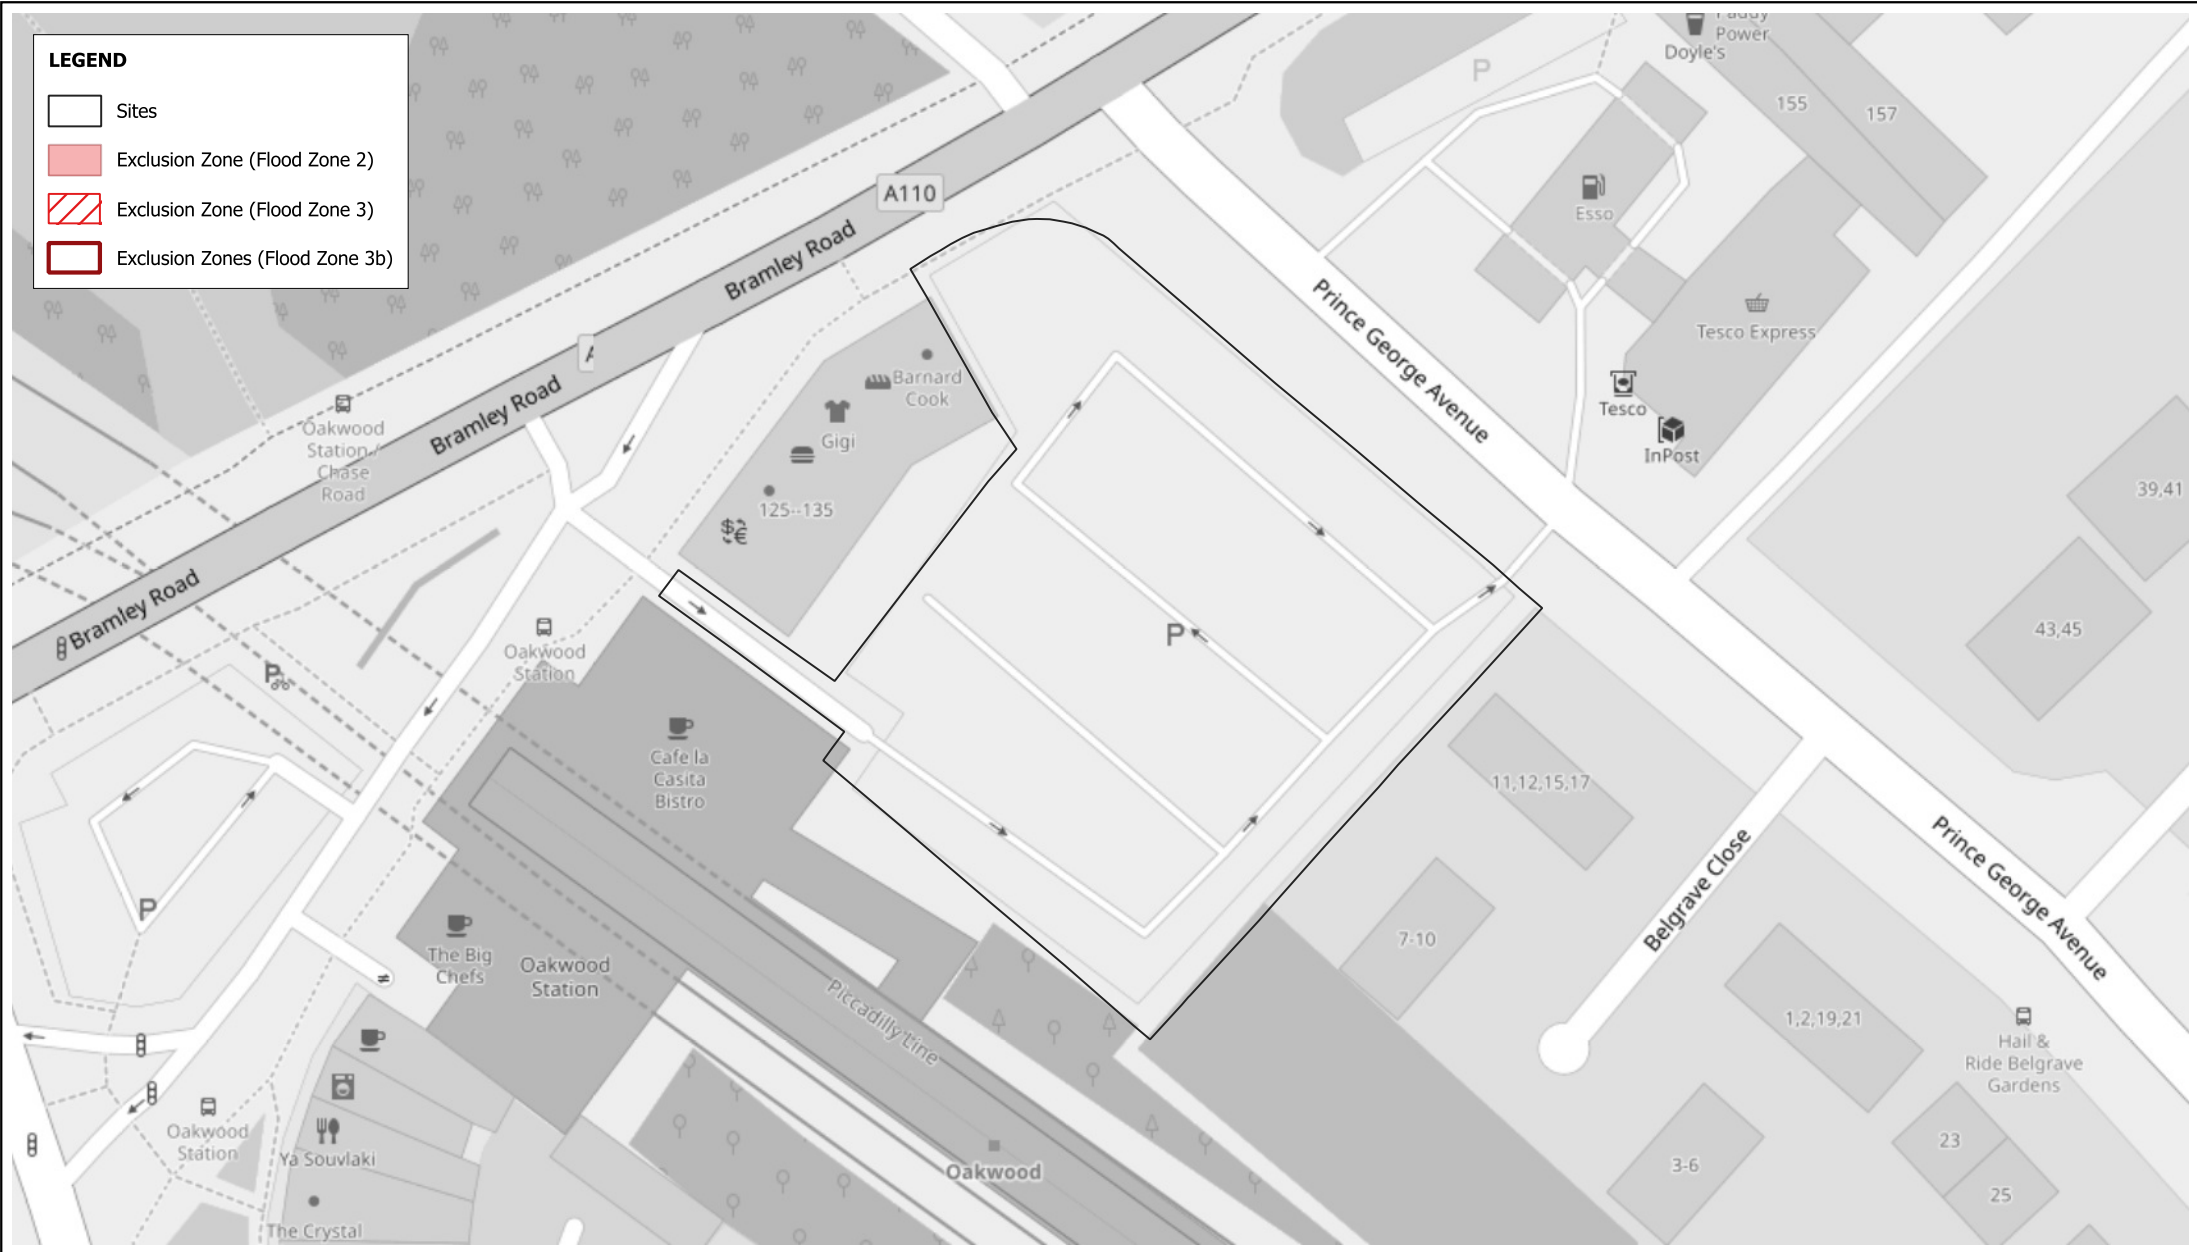 LEGEND
Sites
Exclusion Zone (Flood Zone 2)
Exclusion Zone (Flood Zone 3)
Exclusion Zones (Flood Zone 3b)
Paddy
Power
Doyle's
155
157
P
A110
Esso
Bramley Road
Prince George Avenue
Tesco Express
Tesco
InPost
39,41
43,45
A
Barnard
Cook
Gigi
125--135
$
€
Oakwood
Station /
Chase
Road
Bramley Road
Bramley Road
Oakwood
Station
P
P
Cafe la
Casita
Bistro
11,12,15,17
7-10
Belgrave Close
Prince George Avenue
P
The Big
Chefs
Oakwood
Station
Piccadilly Line
1,2,19,21
Hail &
Ride Belgrave
Gardens
Oakwood
Station
Ya Souvlaki
The Crystal
Oakwood
3-6
23
25